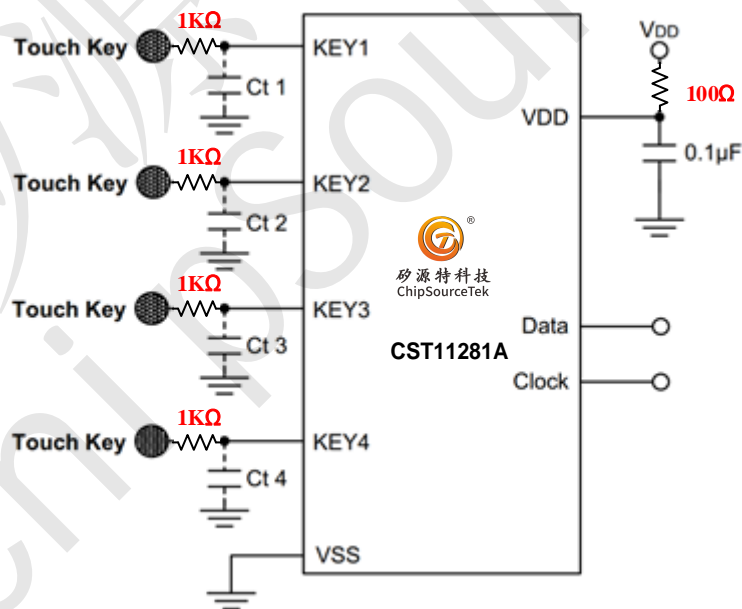 1KΩ
Touch Key
KEY1
Ct 1
1KΩ
Touch Key
KEY2
Ct 2
1KΩ
Touch Key
KEY3
Ct 3
1KΩ
Touch Key
KEY4
Ct 4
VSS
®
矽源特科技
ChipSourceTek
CST11281A
VDD
100Ω
VDD
0.1µF
Data
Clock